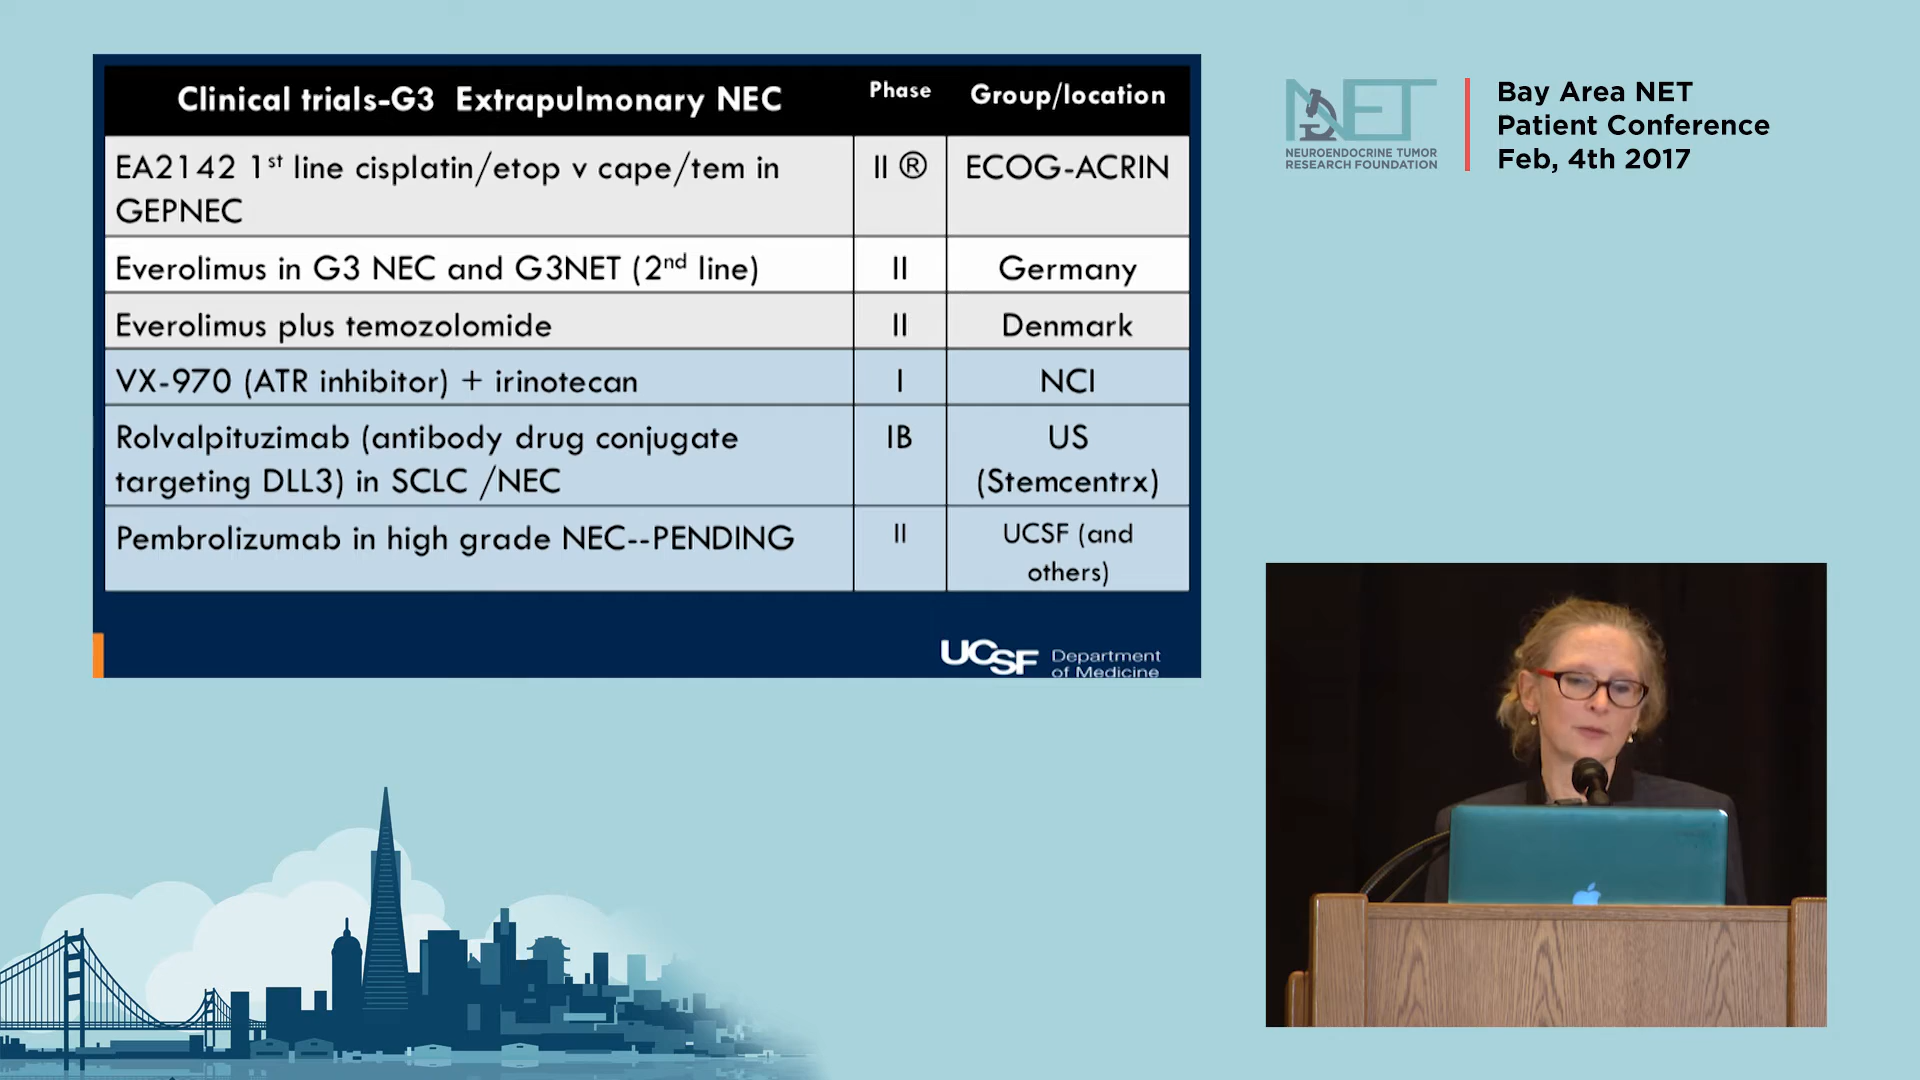 Clinical trials-G3 Extrapulmonary NEC
Phase
Group/location
EA2142 1st line cisplatin/etop v cape/tem in
GEPNEC
II ®
ECOG-ACRIN
Everolimus in G3 NEC and G3NET (2nd line)
II
Germany
Everolimus plus temozolomide
II
Denmark
VX-970 (ATR inhibitor) + irinotecan
I
NCI
Rolvalpituzimab (antibody drug conjugate
targeting DLL3) in SCLC /NEC
IB
US
(Stemcentrx)
Pembrolizumab in high grade NEC--PENDING
II
UCSF (and
others)
UCSF
Department
of Medicine
NET
NEUROENDOCRINE TUMOR
RESEARCH FOUNDATION
Bay Area NET
Patient Conference
Feb, 4th 2017